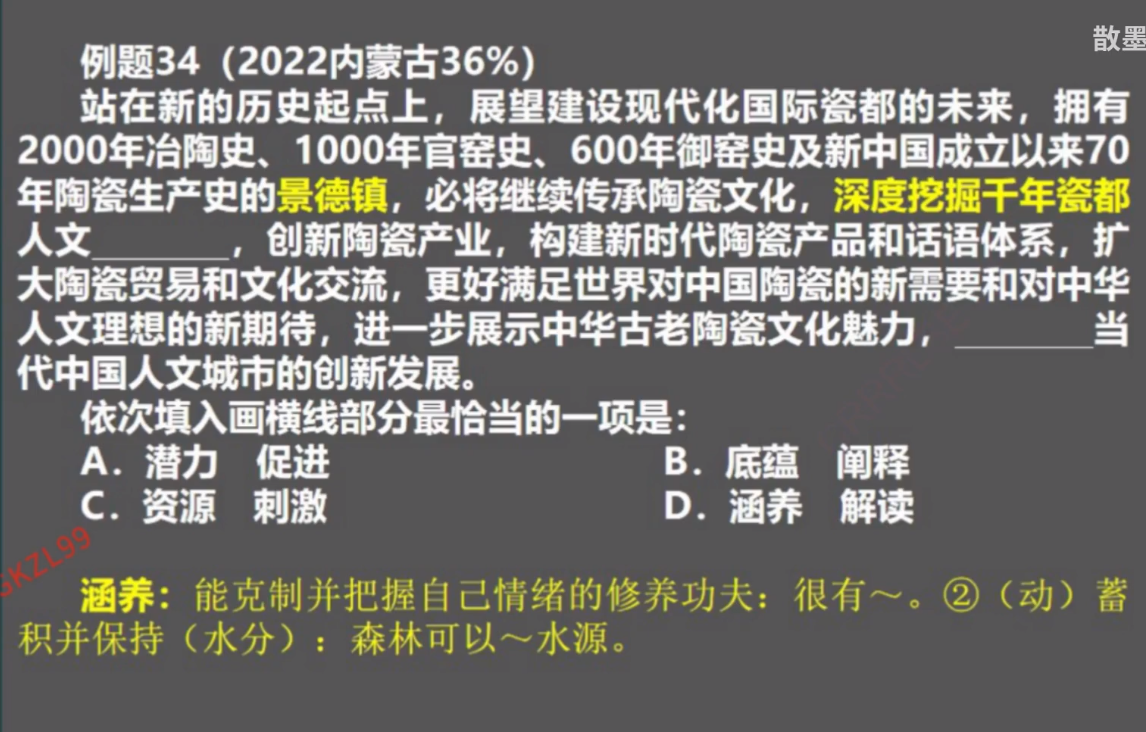 散墨
例题34（2022内蒙古36%）
站在新的历史起点上，展望建设现代化国际瓷都的未来，拥有
2000年冶陶史、1000年官窑史、600年御窑史及新中国成立以来70
年陶瓷生产史的景德镇，必将继续传承陶瓷文化，深度挖掘千年瓷都
人文_______，创新陶瓷产业，构建新时代陶瓷产品和话语体系，扩
大陶瓷贸易和文化交流，更好满足世界对中国陶瓷的新需要和对中华
人文理想的新期待，进一步展示中华古老陶瓷文化魅力，_______当
代中国人文城市的创新发展。
依次填入画横线部分最恰当的一项是：
A．潜力 促进
B．底蕴 阐释
C．资源 刺激
D．涵养 解读
GKZL99
涵养：能克制并把握自己情绪的修养功夫：很有～。②（动）蓄
积并保持（水分）：森林可以～水源。